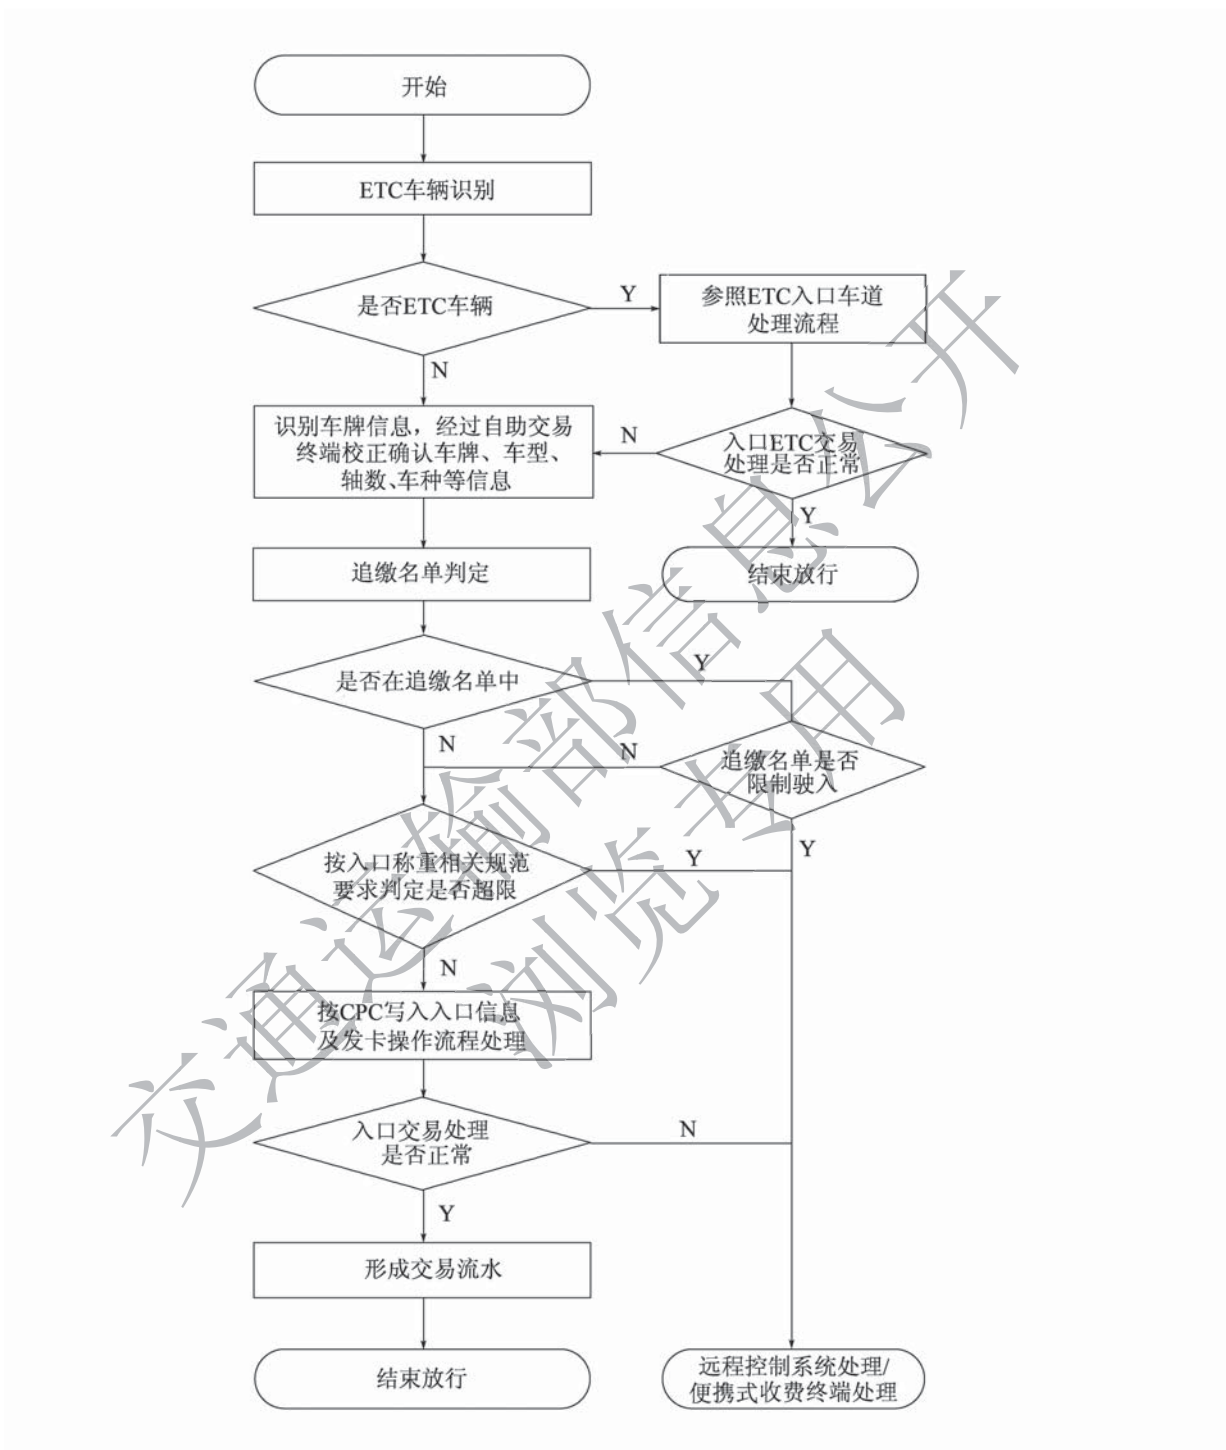 开始
ETC车辆识别
是否ETC车辆
Y
参照ETC入口车道
处理流程
N
识别车牌信息，经过自助交易
终端校正确认车牌、车型、
轴数、车种等信息
N
入口ETC交易
处理是否正常
Y
追缴名单判定
结束放行
是否在追缴名单中
Y
N
N
追缴名单是否
限制驶入
按入口称重相关规范
要求判定是否超限
Y
Y
N
按CPC写入入口信息
及发卡操作流程处理
入口交易处理
是否正常
N
Y
形成交易流水
结束放行
远程控制系统处理/
便携式收费终端处理
交通运输部信息公开
浏览专用